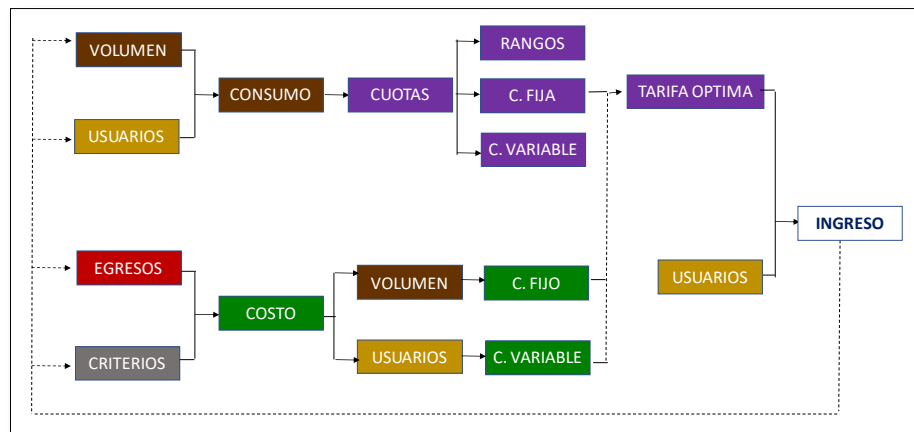 RANGOS
VOLUMEN
CONSUMO
CUOTAS
C. FIJA
TARIFA OPTIMA
USUARIOS
C. VARIABLE
INGRESO
EGRESOS
VOLUMEN
C. FIJO
USUARIOS
COSTO
CRITERIOS
USUARIOS
C. VARIABLE